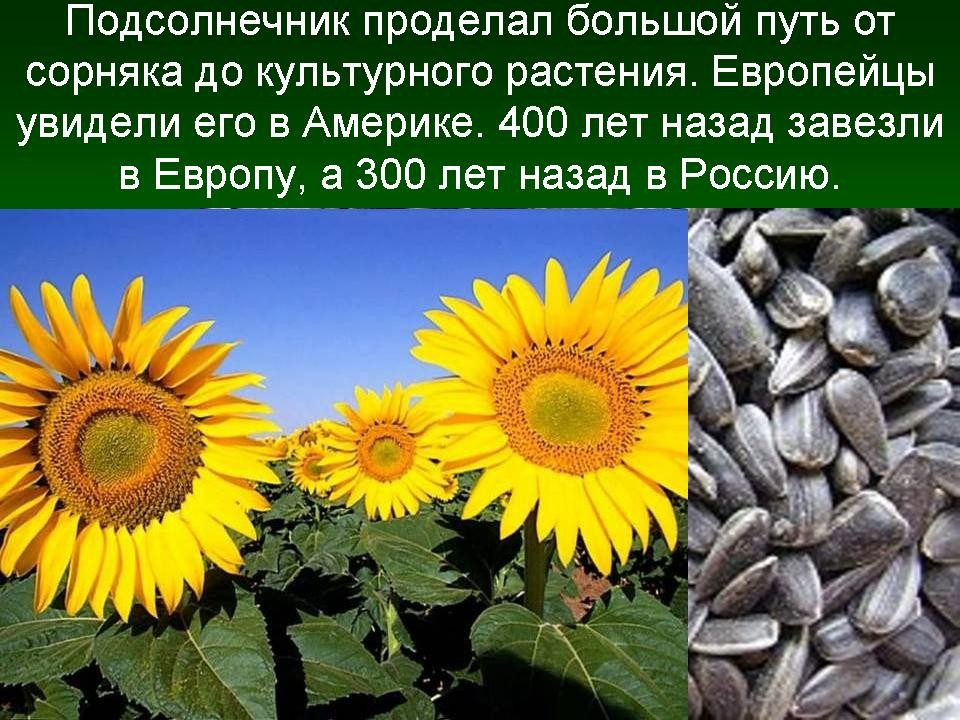 Подсолнечник проделал большой путь от
сорняка до культурного растения. Европейцы
увидели его в Америке. 400 лет назад завезли
в Европу, а 300 лет назад в Россию.